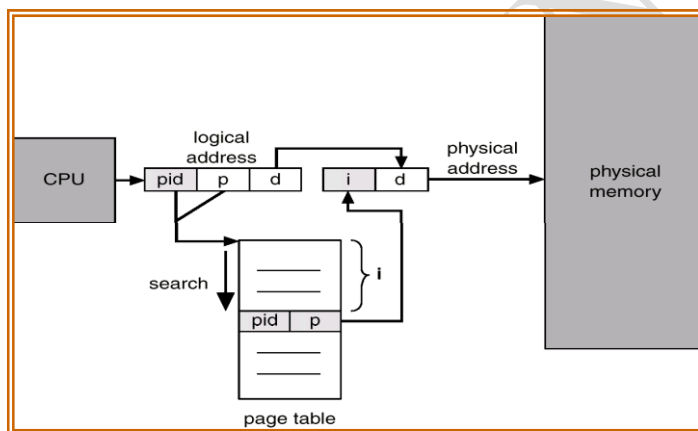 logical
address
physical
address
CPU
pid p d
i d
physical
memory
search
i
pid p
page table